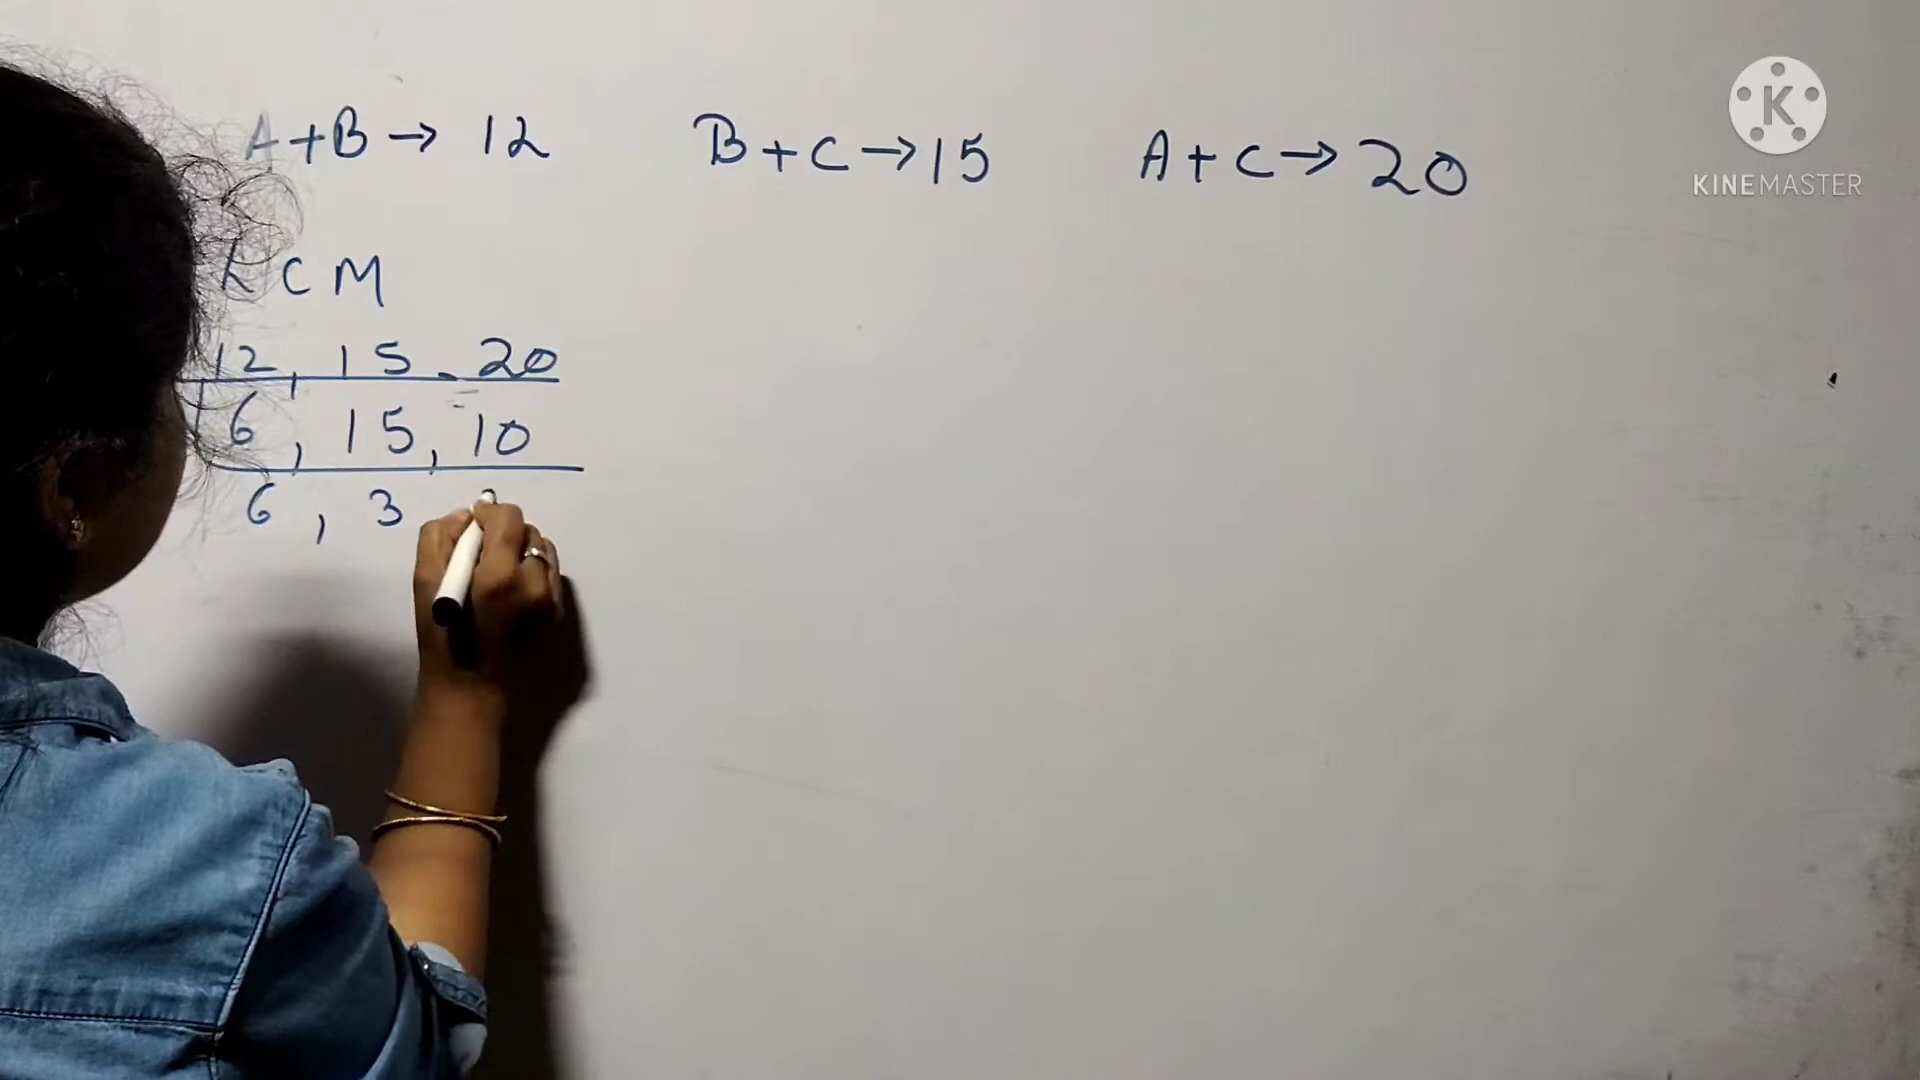 A+B → 12 B+C → 15 A+C → 20
LCM
12, 15, 20
6, 15, 10
6, 3
K
KINEMASTER